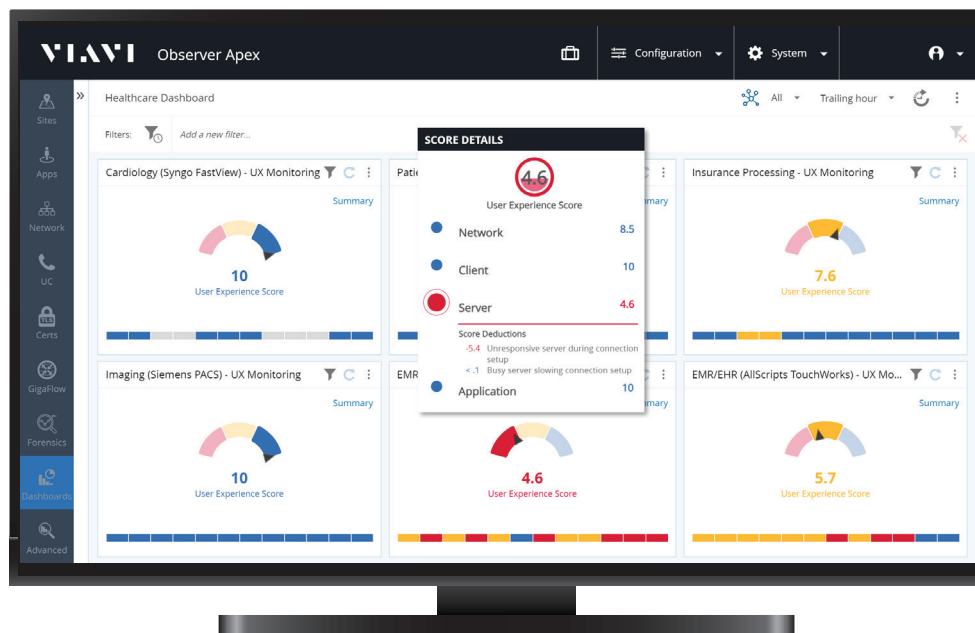 VIAVI Observer Apex
Configuration
System
Sites
Apps
Network
UC
TLS
Certs
GigaFlow
Forensics
Dashboards
Advanced
»
Healthcare Dashboard
All
Trailing hour
Filters:
Add a new filter...
Cardiology (Syngo FastView) - UX Monitoring
Summary
10
User Experience Score
Insurance Processing - UX Monitoring
Summary
7.6
User Experience Score
SCORE DETAILS
4.6
User Experience Score
Network 8.5
Client 10
Server 4.6
Score Deductions
-5.4 Unresponsive server during connection
setup
< .1 Busy server slowing connection setup
Application 10
Imaging (Siemens PACS) - UX Monitoring
Summary
10
User Experience Score
EMR
4.6
User Experience Score
EMR/EHR (AllScripts TouchWorks) - UX Mo...
Summary
5.7
User Experience Score